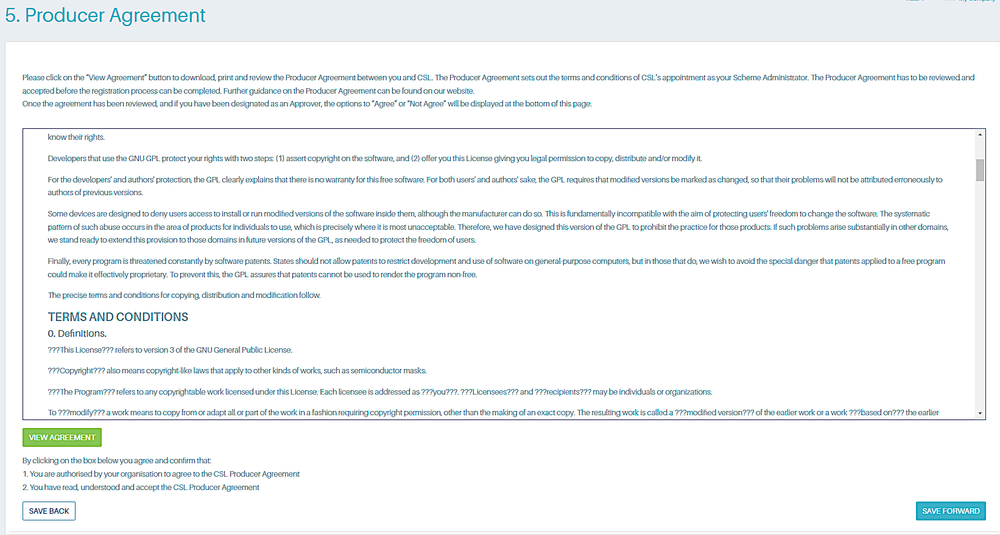 5. Producer Agreement
Please click on the "View Agreement" button to download, print and review the Producer Agreement between you and CSL. The Producer Agreement sets out the terms and conditions of CSL's appointment as your Scheme Administrator. The Producer Agreement has to be reviewed and
accepted before the registration process can be completed. Further guidance on the Producer Agreement can be found on our website.
Once the agreement has been reviewed, and if you have been designated as an Approver, the options to "Agree" or "Not Agree" will be displayed at the bottom of this page.
know their rights.
Developers that use the GNU GPL protect your rights with two steps: (1) assert copyright on the software, and (2) offer you this License giving you legal permission to copy, distribute and/or modify it.
For the developers' and authors' protection, the GPL clearly explains that there is no warranty for this free software. For both users' and authors' sake, the GPL requires that modified versions be marked as changed, so that their problems will not be attributed erroneously to
authors of previous versions.
Some devices are designed to deny users access to install or run modified versions of the software inside them, although the manufacturer can do so. This is fundamentally incompatible with the aim of protecting users' freedom to change the software. The systematic
pattern of such abuse occurs in the area of products for individuals to use, which is precisely where it is most unacceptable. Therefore, we have designed this version of the GPL to prohibit the practice for those products. If such problems arise substantially in other domains,
we stand ready to extend this provision to those domains in future versions of the GPL, as needed to protect the freedom of users.
Finally, every program is threatened constantly by software patents. States should not allow patents to restrict development and use of software on general-purpose computers, but in those that do, we wish to avoid the special danger that patents applied to a free program
could make it effectively proprietary. To prevent this, the GPL assures that patents cannot be used to render the program non-free.
The precise terms and conditions for copying, distribution and modification follow.
TERMS AND CONDITIONS
0. Definitions.
???This License??? refers to version 3 of the GNU General Public License.
???Copyright??? also means copyright-like laws that apply to other kinds of works, such as semiconductor masks.
???The Program??? refers to any copyrightable work licensed under this License. Each licensee is addressed as ???you???. ???Licensees??? and ???recipients??? may be individuals or organizations.
To ???modify??? a work means to copy from or adapt all or part of the work in a fashion requiring copyright permission, other than the making of an exact copy. The resulting work is called a ???modified version??? of the earlier work or a work ???based on??? the earlier
VIEW AGREEMENT
By clicking on the box below you agree and confirm that:
1. You are authorised by your organisation to agree to the CSL Producer Agreement
2. You have read, understood and accept the CSL Producer Agreement
SAVE BACK
SAVE FORWARD